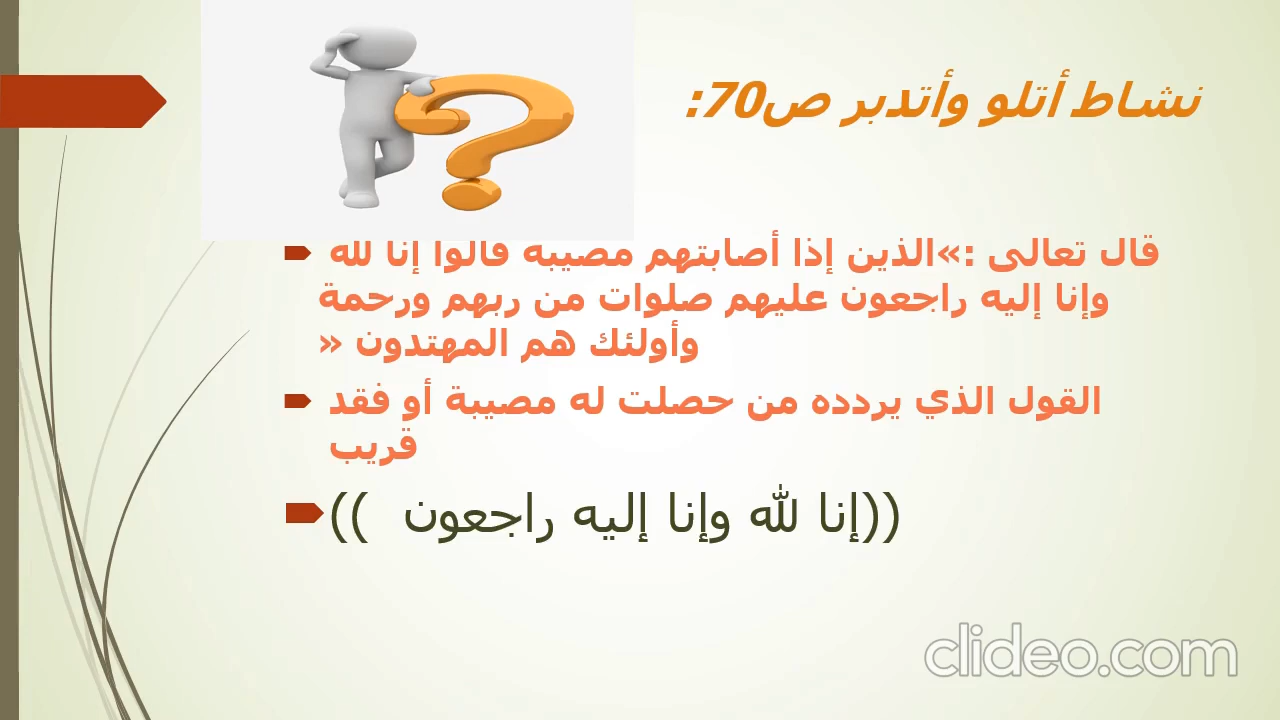 نشاط أتلو وأتدبر ص70:
قال تعالى :»الذين إذا أصابتهم مصيبه قالوا إنا لله
وإنا إليه راجعون عليهم صلوات من ربهم ورحمة
وأولئك هم المهتدون «
القول الذي يردده من حصلت له مصيبة أو فقد
قريب
((إنا لله وإنا إليه راجعون ))
clideo.com